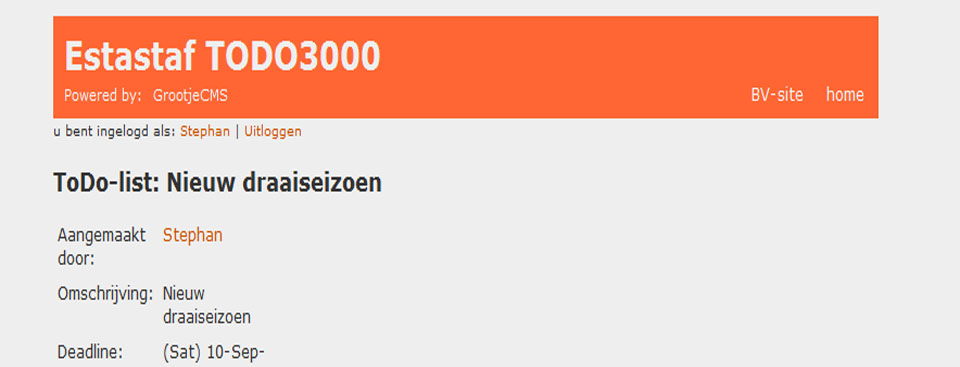 Estastaf TODO3000
Powered by: GrootjeCMS
BV-site home
u bent ingelogd als: Stephan | Uitloggen
ToDo-list: Nieuw draaiseizoen
Aangemaakt door: Stephan
Omschrijving: Nieuw draaiseizoen
Deadline: (Sat) 10-Sep-